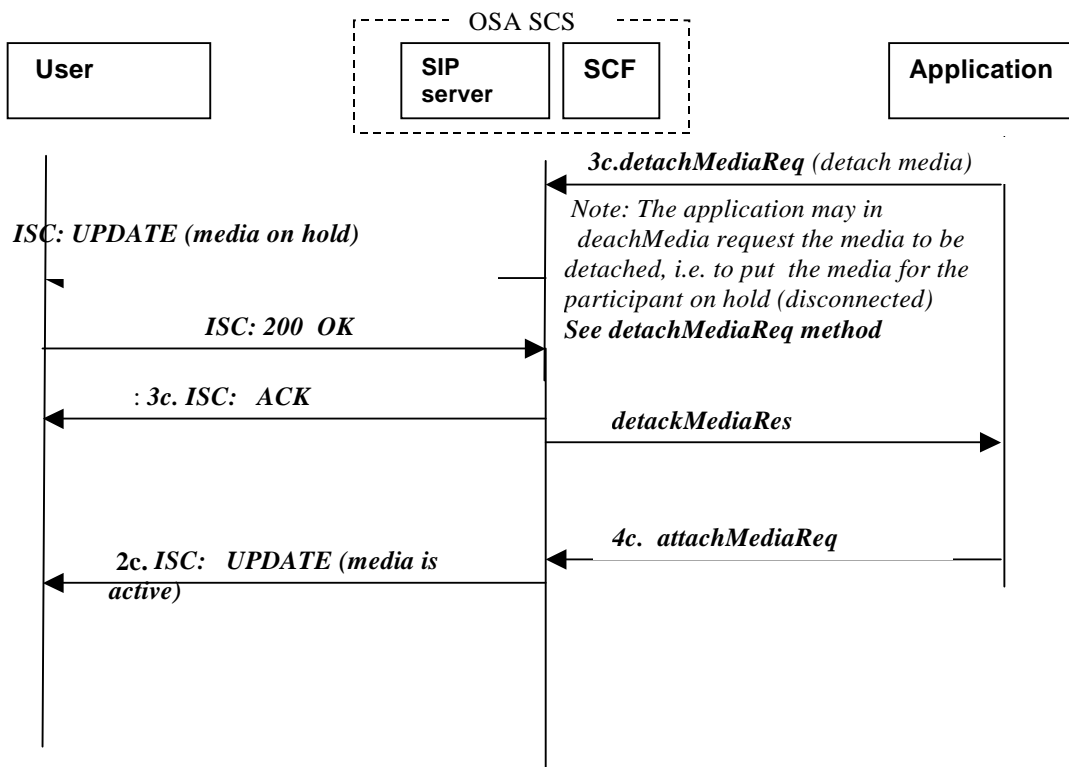 OSA SCS
User
SIP
server
SCF
Application
3c.detachMediaReq (detach media)
Note: The application may in
deachMedia request the media to be
detached, i.e. to put the media for the
participant on hold (disconnected)
See detachMediaReq method
ISC: UPDATE (media on hold)
ISC: 200 OK
: 3c. ISC: ACK
detackMediaRes
4c. attachMediaReq
2c. ISC: UPDATE (media is
active)